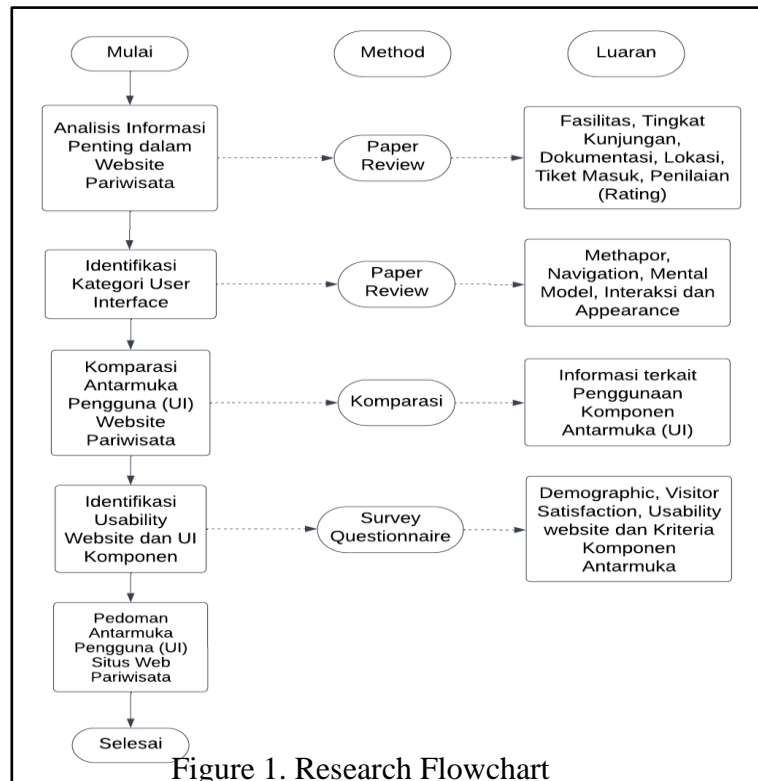 Mulai
Method
Luaran
Analisis Informasi
Penting dalam
Website
Pariwisata
Paper
Review
Fasilitas, Tingkat
Kunjungan,
Dokumentasi, Lokasi,
Tiket Masuk, Penilaian
(Rating)
Identifikasi
Kategori User
Interface
Paper
Review
Methapor,
Navigation, Mental
Model, Interaksi dan
Appearance
Komparasi
Antarmuka
Pengguna (UI)
Website
Pariwisata
Komparasi
Informasi terkait
Penggunaan
Komponen
Antarmuka (UI)
Identifikasi
Usability
Website dan UI
Komponen
Survey
Questionnaire
Demographic, Visitor
Satisfaction, Usability
website dan Kriteria
Komponen
Antarmuka
Pedoman
Antarmuka
Pengguna (UI)
Situs Web
Pariwisata
Selesai
Figure 1. Research Flowchart